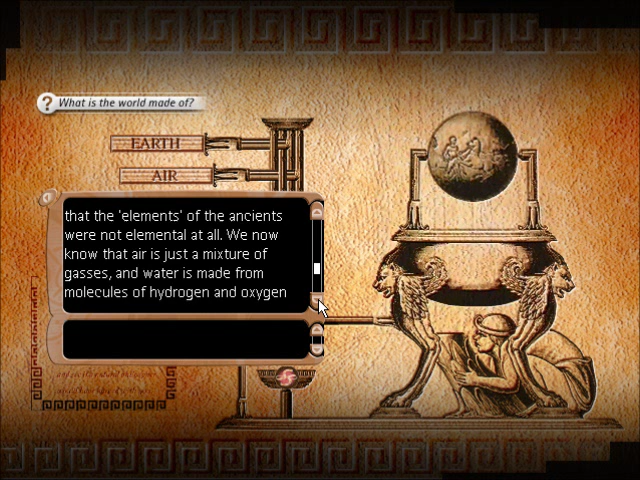 What is the world made of?
EARTH
AIR
that the 'elements' of the ancients
were not elemental at all. We now
know that air is just a mixture of
gasses, and water is made from
molecules of hydrogen and oxygen